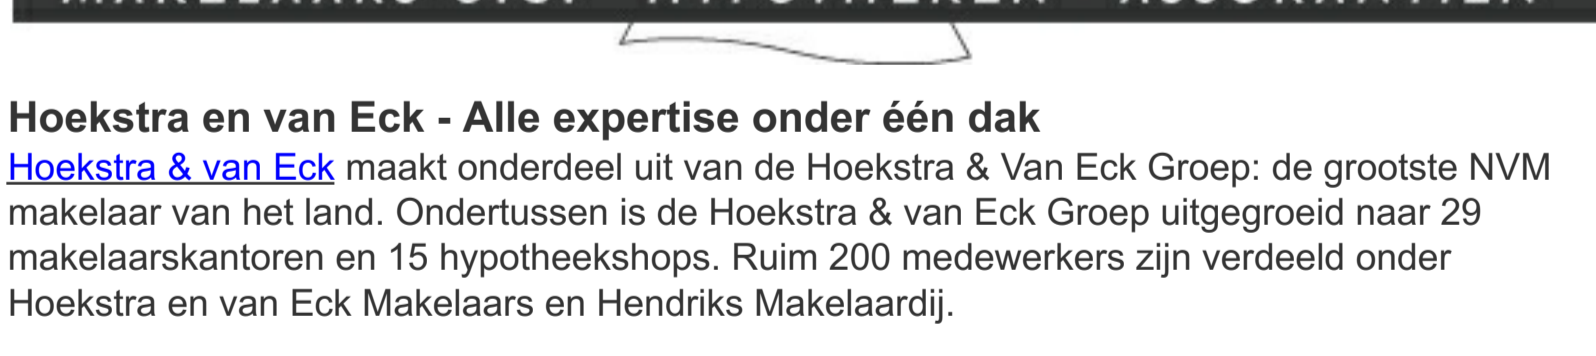 Hoekstra en van Eck - Alle expertise onder één dak
Hoekstra & van Eck maakt onderdeel uit van de Hoekstra & Van Eck Groep: de grootste NVM
makelaar van het land. Ondertussen is de Hoekstra & van Eck Groep uitgegroeid naar 29
makelaarskantoren en 15 hypotheekshops. Ruim 200 medewerkers zijn verdeeld onder
Hoekstra en van Eck Makelaars en Hendriks Makelaardij.